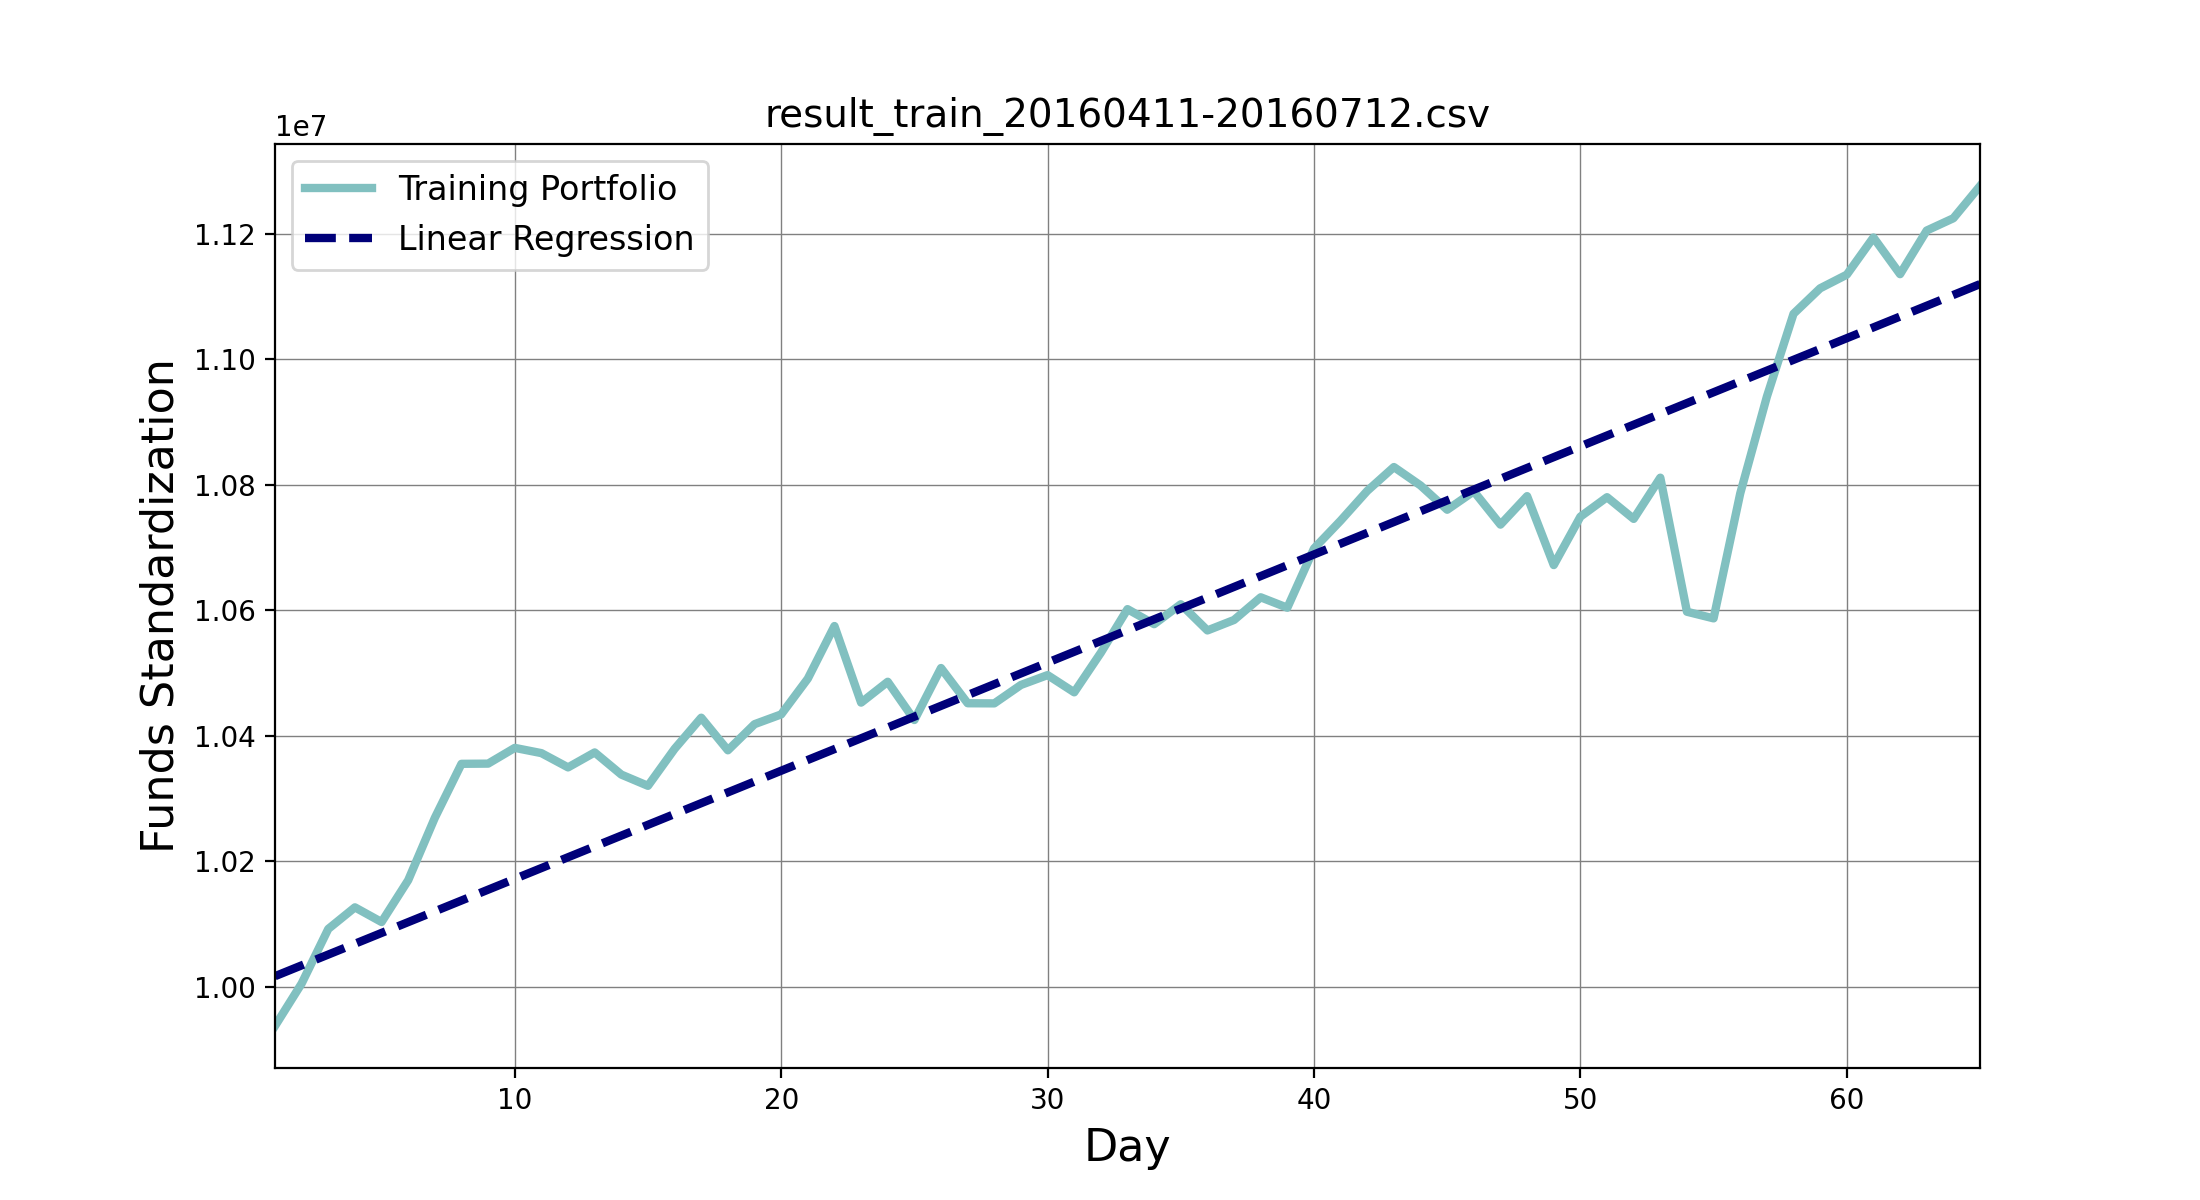 result_train_20160411-20160712.csv
1e7
Training Portfolio
Linear Regression
1.12
1.10
1.08
1.06
1.04
1.02
1.00
Funds Standardization
10 20 30 40 50 60
Day